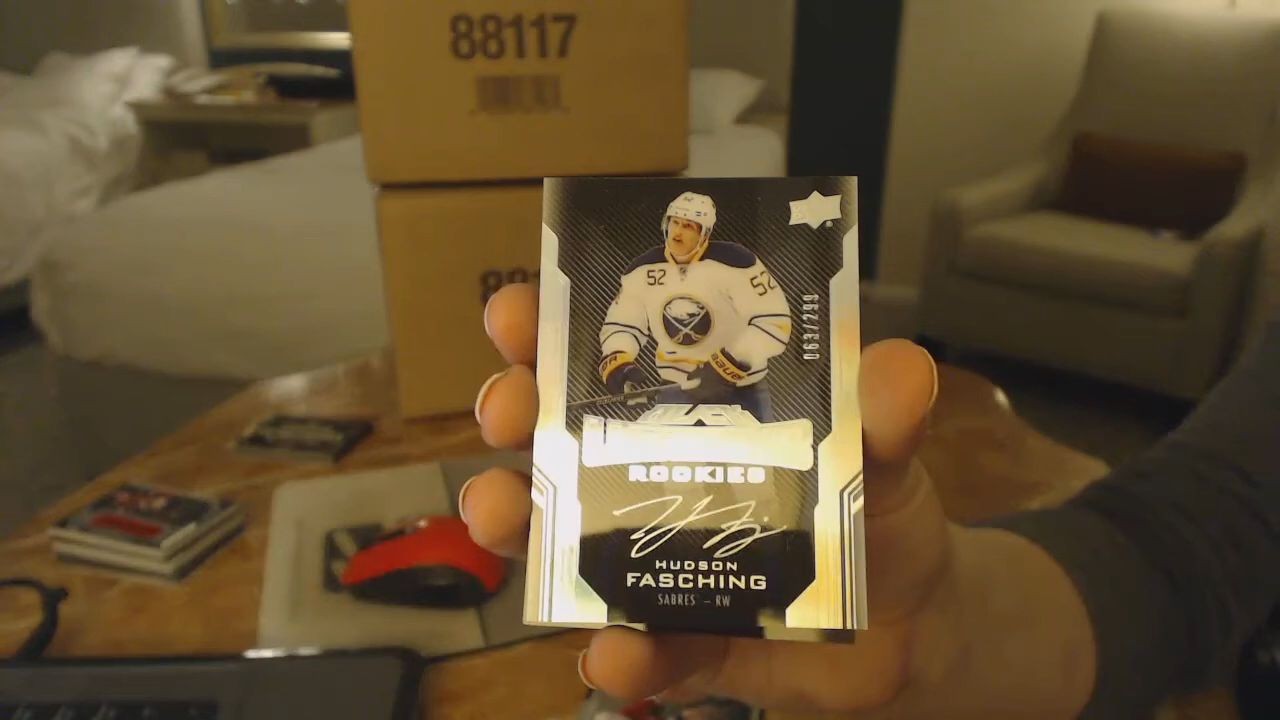 88117
52
52
063/299
ROOKIES
HUDSON
FASCHING
SABRES - RW